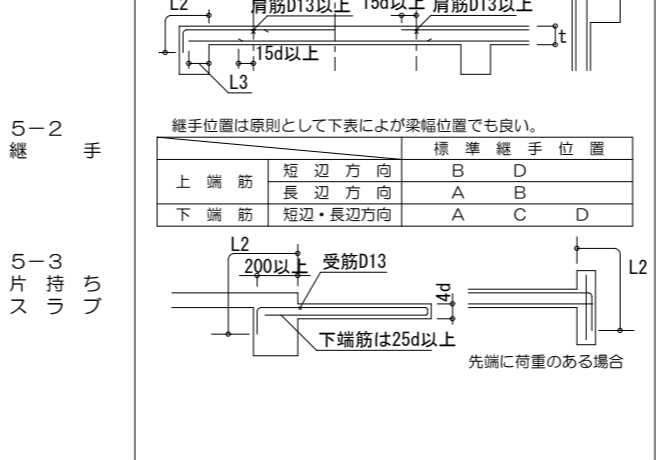 L2
肩筋D13以上 15d以上 肩筋D13以上
t
15d以上
L3
5-2
継手
継手位置は原則として下表によが梁幅位置でも良い。
標準継手位置
上端筋 短辺方向 B D
長辺方向 A B
下端筋 短辺・長辺方向 A C D
5-3
片持ち
スラブ
L2
200以上 受筋D13
4d
下端筋は25d以上
L2
先端に荷重のある場合